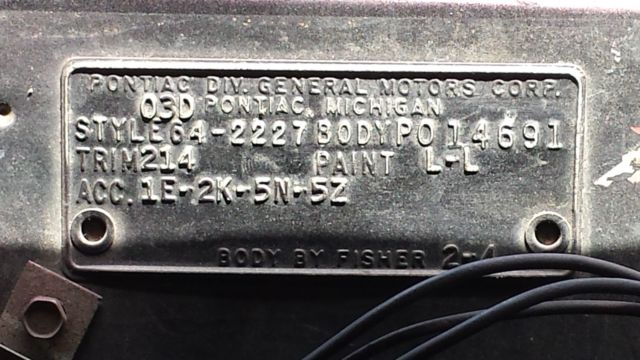 PONTIAC DIV. GENERAL MOTORS CORP.
03D PONTIAC, MICHIGAN
STYLE 64-2227 BODY PO 14691
TRIM 214 PAINT L-L
ACC. 1E-2K-5N-5Z
BODY BY FISHER 2-4